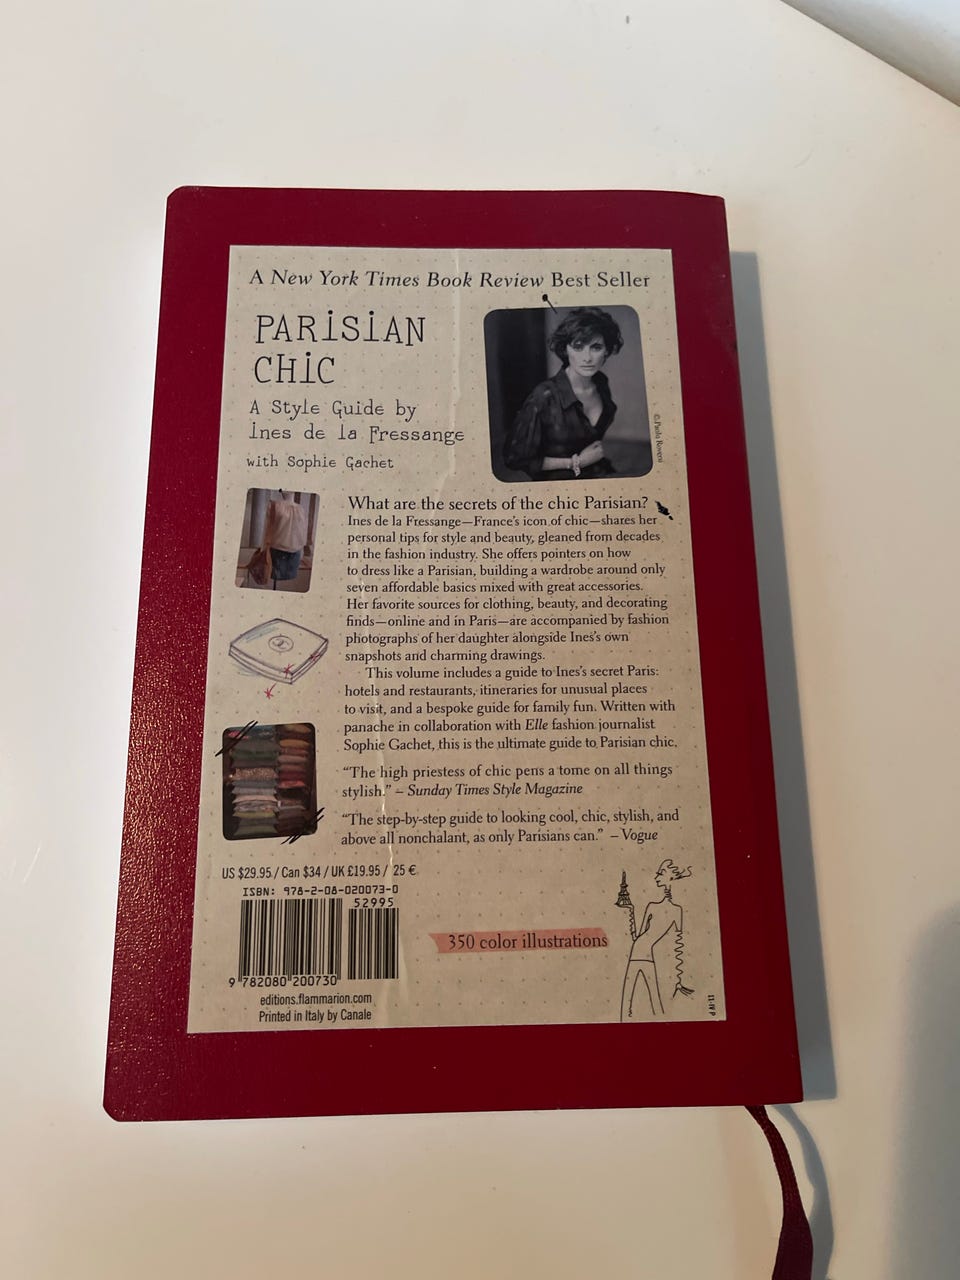 A New York Times Book Review Best Seller
PARiSiAN
CHiC
A Style Guide by
ines de la Fressange
with Sophie Gachet
©Paolo Roversi
What are the secrets of the chic Parisian?
Ines de la Fressange—France's icon of chic—shares her
personal tips for style and beauty, gleaned from decades
in the fashion industry. She offers pointers on how
to dress like a Parisian, building a wardrobe around only
seven affordable basics mixed with great accessories.
Her favorite sources for clothing, beauty, and decorating
finds—online and in Paris—are accompanied by fashion
photographs of her daughter alongside Ines's own
snapshots and charming drawings.
This volume includes a guide to Ines's secret Paris:
hotels and restaurants, itineraries for unusual places
to visit, and a bespoke guide for family fun. Written with
panache in collaboration with Elle fashion journalist
Sophie Gachet, this is the ultimate guide to Parisian chic.
“The high priestess of chic pens a tome on all things
stylish.” – Sunday Times Style Magazine
“The step-by-step guide to looking cool, chic, stylish, and
above all nonchalant, as only Parisians can.” – Vogue
US $29.95 / Can $34 / UK £19.95 / 25 €
ISBN: 978-2-08-020073-0
52995
9 782080 200730
editions.flammarion.com
Printed in Italy by Canale
350 color illustrations
11-IV P